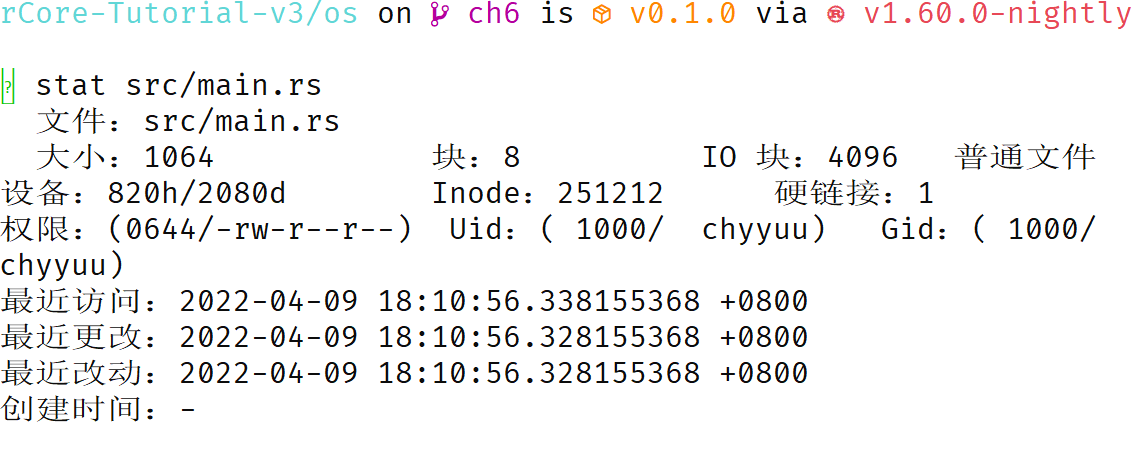 rCore-Tutorial-v3/os on ch6 is v0.1.0 via v1.60.0-nightly
? stat src/main.rs
文件：src/main.rs
大小：1064 块：8 IO 块：4096 普通文件
设备：820h/2080d Inode：251212 硬链接：1
权限：(0644/-rw-r--r--) Uid：( 1000/ chyyuu) Gid：( 1000/
chyyuu)
最近访问：2022-04-09 18:10:56.338155368 +0800
最近更改：2022-04-09 18:10:56.328155368 +0800
最近改动：2022-04-09 18:10:56.328155368 +0800
创建时间：-